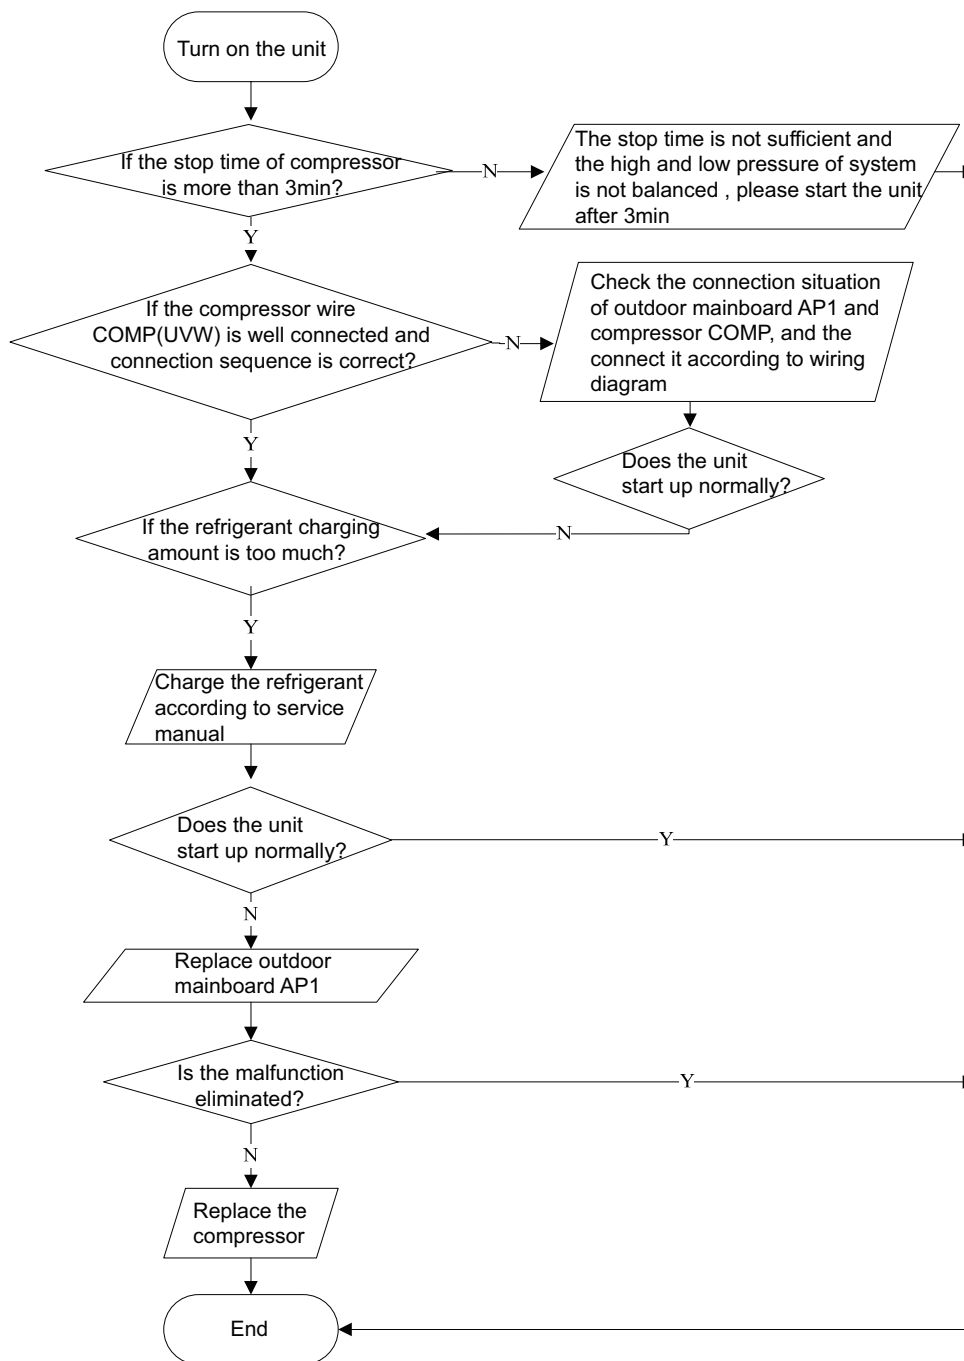 Turn on the unit
If the stop time of compressor
is more than 3min?
N
The stop time is not sufficient and
the high and low pressure of system
is not balanced , please start the unit
after 3min
Y
If the compressor wire
COMP(UVW) is well connected and
connection sequence is correct?
N
Check the connection situation
of outdoor mainboard AP1 and
compressor COMP, and the
connect it according to wiring
diagram
Y
Does the unit
start up normally?
If the refrigerant charging
amount is too much?
N
Y
Charge the refrigerant
according to service
manual
Does the unit
start up normally?
Y
N
Replace outdoor
mainboard AP1
Is the malfunction
eliminated?
Y
N
Replace the
compressor
End